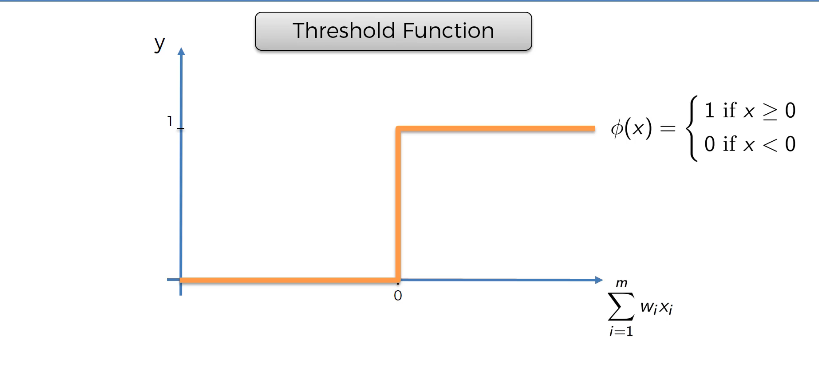 Threshold Function
y
1
ϕ(x) = { 1 if x ≥ 0
0 if x < 0
0
m
∑ wᵢxᵢ
i=1